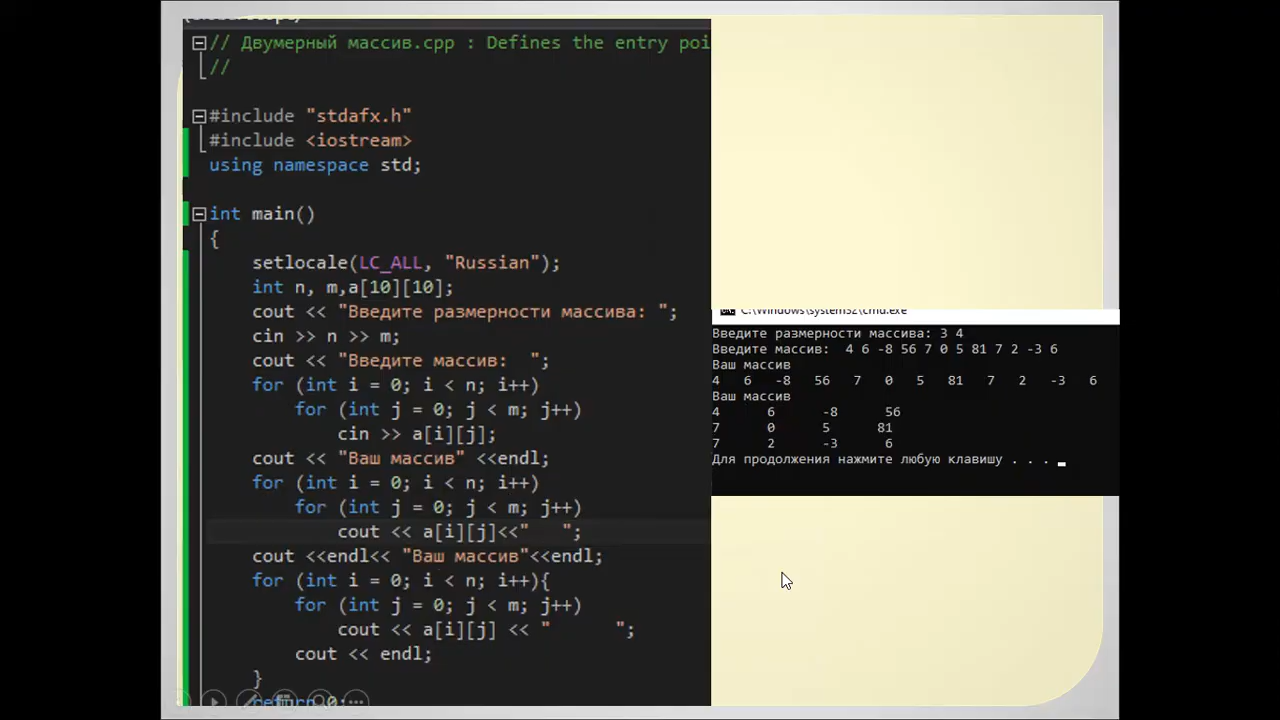 // Двумерный массив.cpp : Defines the entry poi
//
#include "stdafx.h"
#include <iostream>
using namespace std;
int main()
{
setlocale(LC_ALL, "Russian");
int n, m,a[10][10];
cout << "Введите размерности массива: ";
cin >> n >> m;
cout << "Введите массив:  ";
for (int i = 0; i < n; i++)
for (int j = 0; j < m; j++)
cin >> a[i][j];
cout << "Ваш массив" <<endl;
for (int i = 0; i < n; i++)
for (int j = 0; j < m; j++)
cout << a[i][j]<<"   ";
cout <<endl<< "Ваш массив"<<endl;
for (int i = 0; i < n; i++){
for (int j = 0; j < m; j++)
cout << a[i][j] << "      ";
cout << endl;
}
return 0;
C:\Windows\system32\cmd.exe
Введите размерности массива: 3 4
Введите массив:  4 6 -8 56 7 0 5 81 7 2 -3 6
Ваш массив
4   6   -8   56   7   0   5   81   7   2   -3   6
Ваш массив
4      6      -8      56
7      0      5      81
7      2      -3      6
Для продолжения нажмите любую клавишу . . .